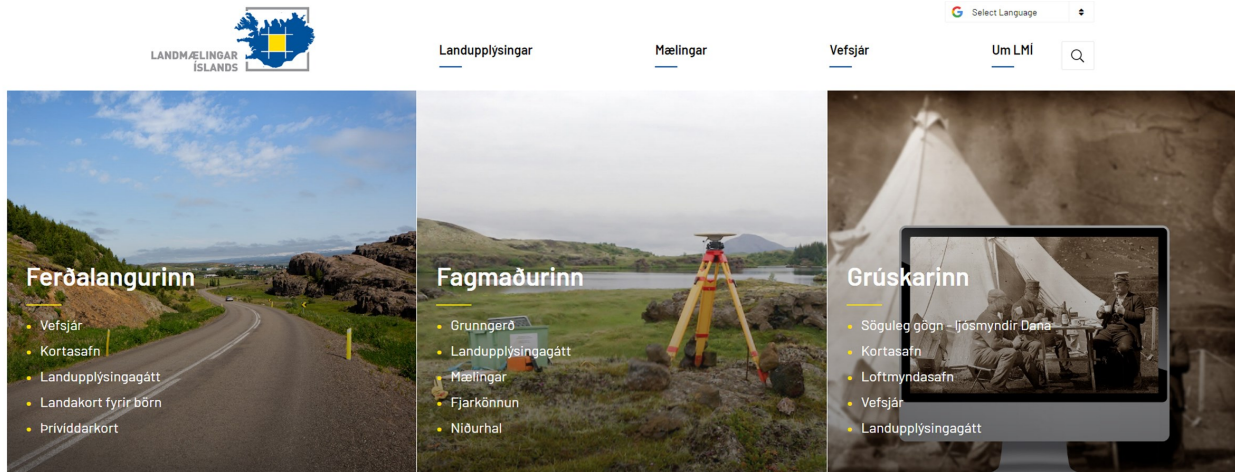 Select Language
LANDMÆLINGAR
ÍSLANDS
Landupplýsingar
Mælingar
Vefsjár
Um LMÍ
Ferðalangurinn
Vefsjár
Kortasafn
Landupplýsingagátt
Landakort fyrir börn
Þrívíddarkort
Fagmaðurinn
Grunngerð
Landupplýsingagátt
Mælingar
Fjarkönnun
Niðurhal
Grúskarinn
Söguleg gögn - ljósmyndir Dana
Kortasafn
Loftmyndasafn
Vefsjár
Landupplýsingagátt